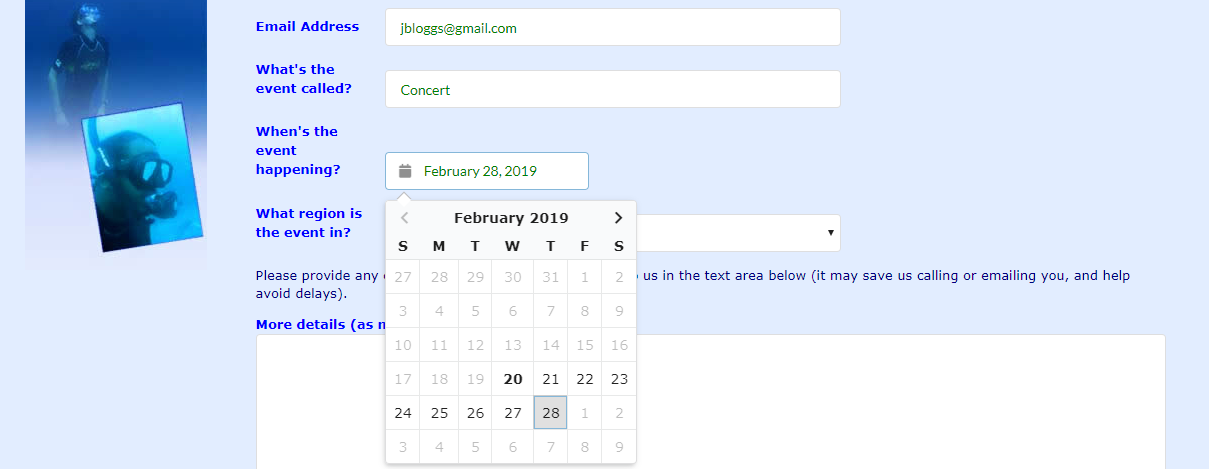 Email Address
jbloggs@gmail.com
What's the
event called?
Concert
When's the
event
happening?
February 28, 2019
What region is
the event in?
February 2019
S M T W T F S
27 28 29 30 31 1 2
3 4 5 6 7 8 9
10 11 12 13 14 15 16
17 18 19 20 21 22 23
24 25 26 27 28 1 2
3 4 5 6 7 8 9
Please provide any us in the text area below (it may save us calling or emailing you, and help
avoid delays).
More details (as